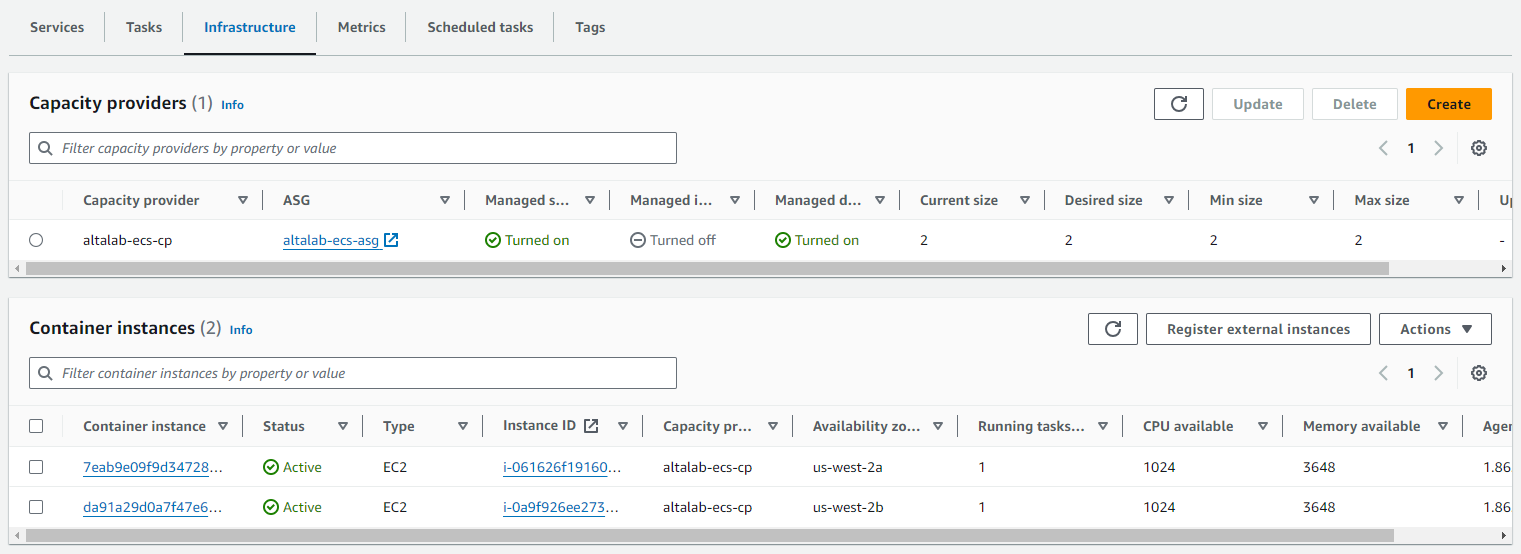 Services Tasks Infrastructure Metrics Scheduled tasks Tags
Capacity providers (1) Info Update Delete Create
Filter capacity providers by property or value 1
Capacity provider ASG Managed s... Managed i... Managed d... Current size Desired size Min size Max size
altalab-ecs-cp altalab-ecs-asg Turned on Turned off Turned on 2 2 2 2 -
Container instances (2) Info Register external instances Actions
Filter container instances by property or value 1
Container instance Status Type Instance ID Capacity pr... Availability zo... Running tasks... CPU available Memory available
7eab9e09f9d34728... Active EC2 i-061626f19160... altalab-ecs-cp us-west-2a 1 1024 3648 1.86
da91a29d0a7f47e6... Active EC2 i-0a9f926ee273... altalab-ecs-cp us-west-2b 1 1024 3648 1.86